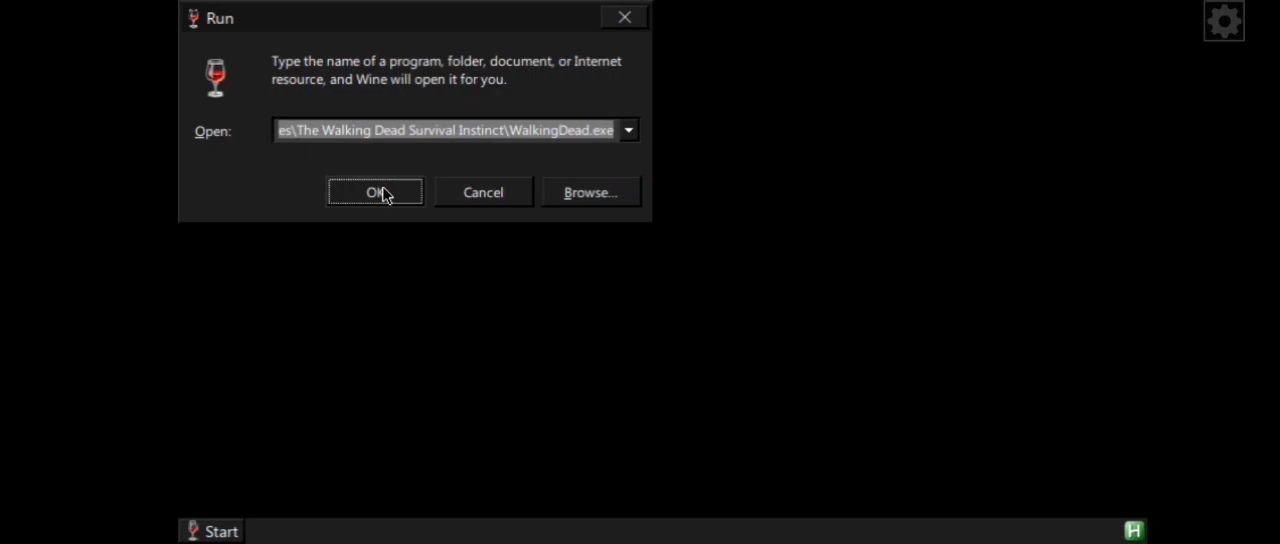 Run
Type the name of a program, folder, document, or Internet
resource, and Wine will open it for you.
Open:
es\The Walking Dead Survival Instinct\WalkingDead.exe
OK
Cancel
Browse...
Start
H